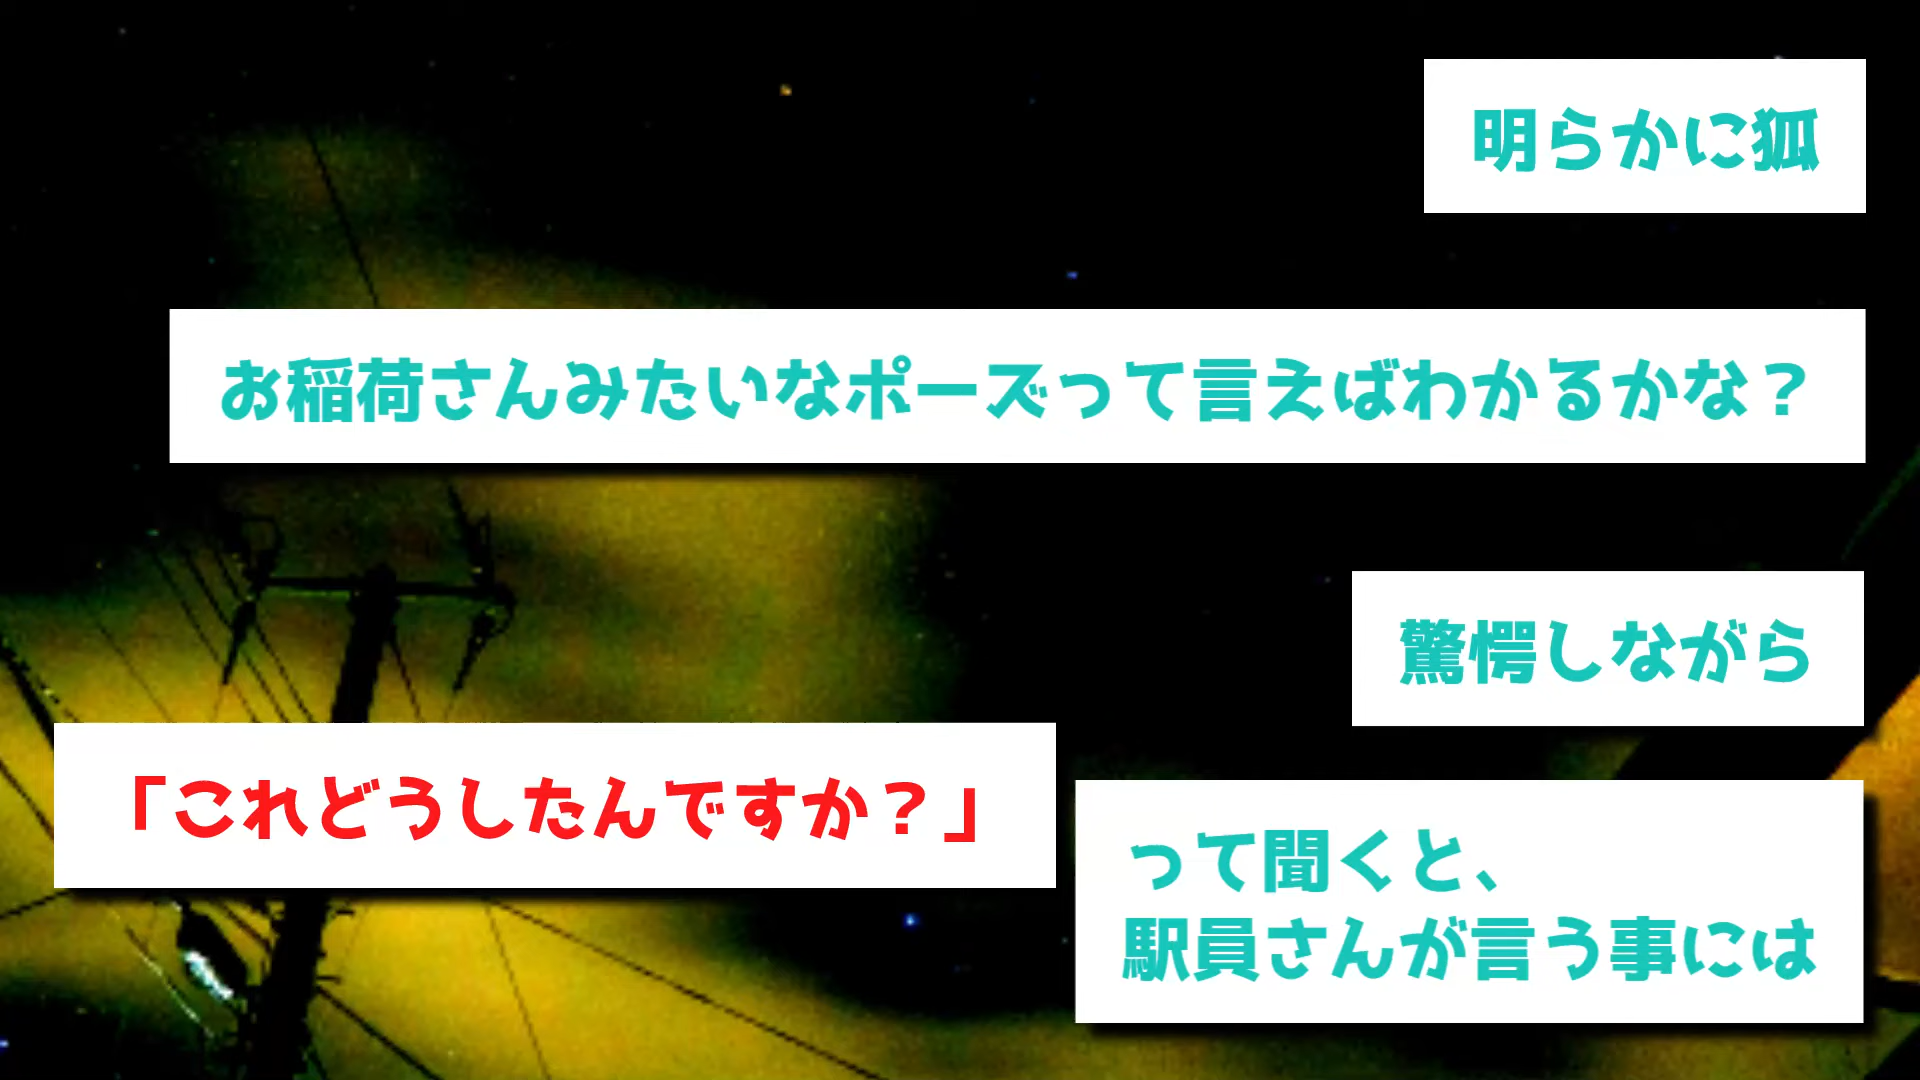 明らかに狐
お稲荷さんみたいなポーズって言えばわかるかな？
驚愕しながら
「これどうしたんですか？」
って聞くと、
駅員さんが言う事には